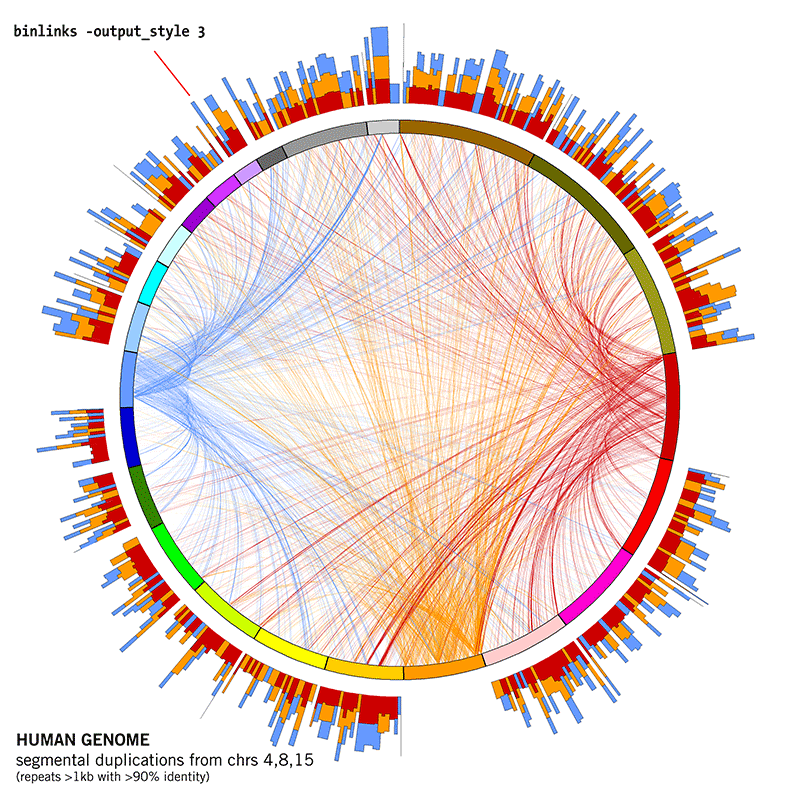 binlinks -output_style 3
HUMAN GENOME
segmental duplications from chrs 4,8,15
(repeats >1kb with >90% identity)